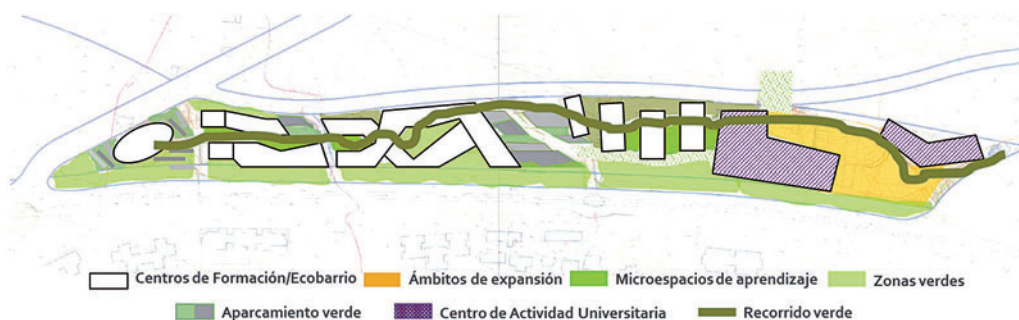 Centros de Formación/Ecobarrio Ámbitos de expansión Microespacios de aprendizaje Zonas verdes
Aparcamiento verde Centro de Actividad Universitaria Recorrido verde